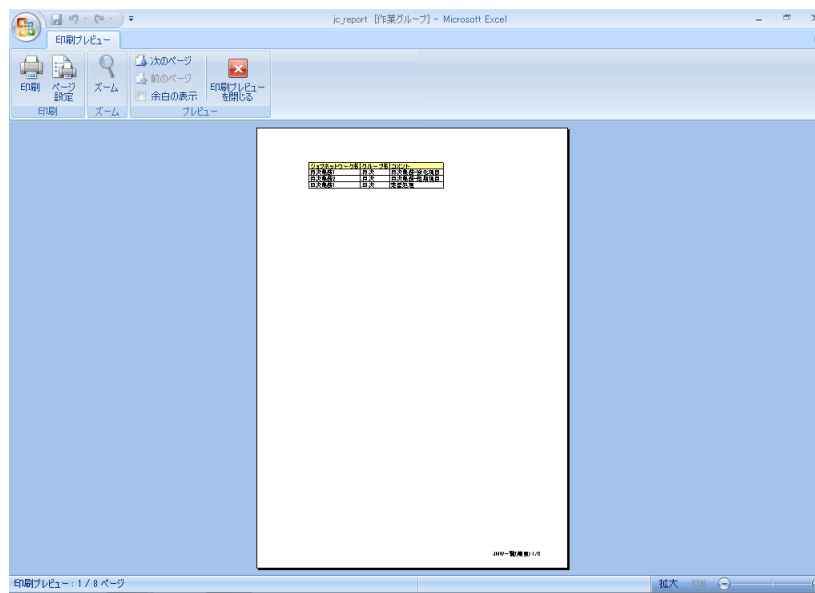 jc_report [作業グループ] - Microsoft Excel
印刷プレビュー
印刷
ページ設定
ズーム
次のページ
前のページ
余白の表示
印刷プレビューを閉じる
印刷
ズーム
プレビュー
ジョブネットワーク名 グループ名 コメント
日次
日次
日次
印刷プレビュー : 1 / 8 ページ
拡大